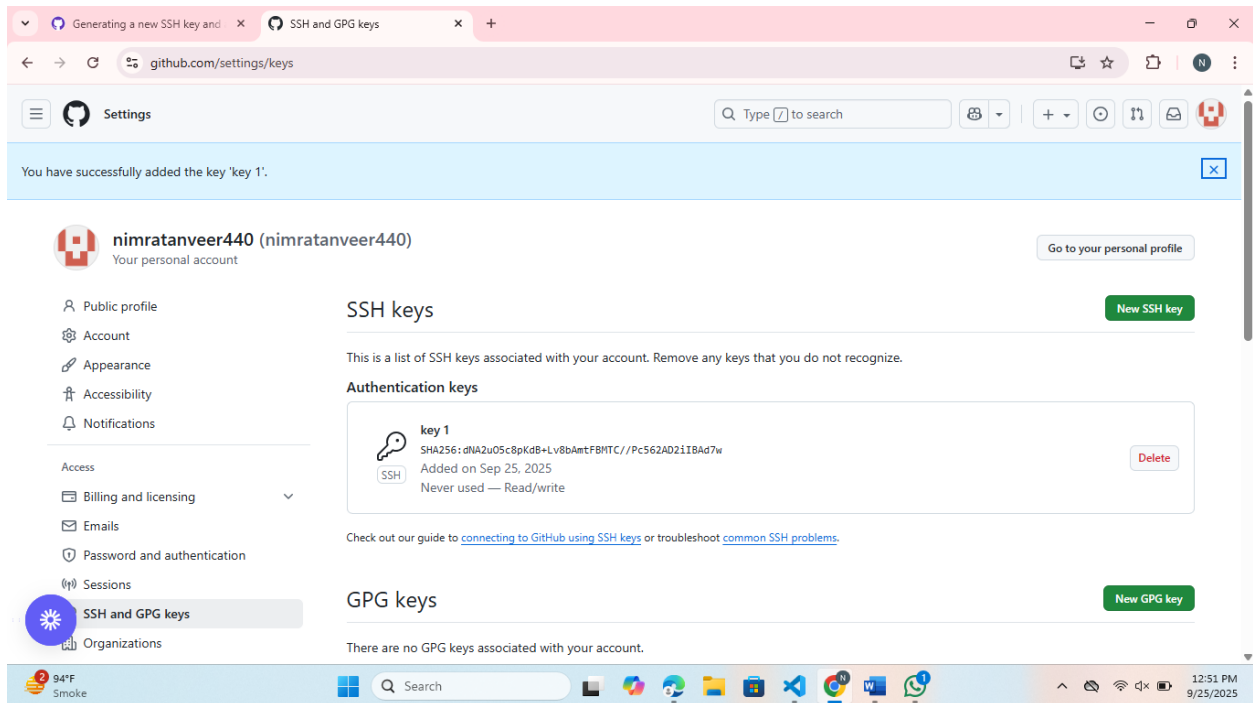 Generating a new SSH key and
SSH and GPG keys
github.com/settings/keys
N
Settings
Type / to search
You have successfully added the key 'key 1'.
nimratanveer440 (nimratanveer440)
Your personal account
Go to your personal profile
Public profile
Account
Appearance
Accessibility
Notifications
Access
Billing and licensing
Emails
Password and authentication
Sessions
SSH and GPG keys
Organizations
SSH keys
New SSH key
This is a list of SSH keys associated with your account. Remove any keys that you do not recognize.
Authentication keys
key 1
SHA256:dNA2uO5c8pKdB+Lv8bAmtFBMTC//Pc562AD2iIBAd7w
SSH
Added on Sep 25, 2025
Never used — Read/write
Delete
Check out our guide to connecting to GitHub using SSH keys or troubleshoot common SSH problems.
GPG keys
New GPG key
There are no GPG keys associated with your account.
2
94°F
Smoke
Search
N
W
1
12:51 PM
9/25/2025